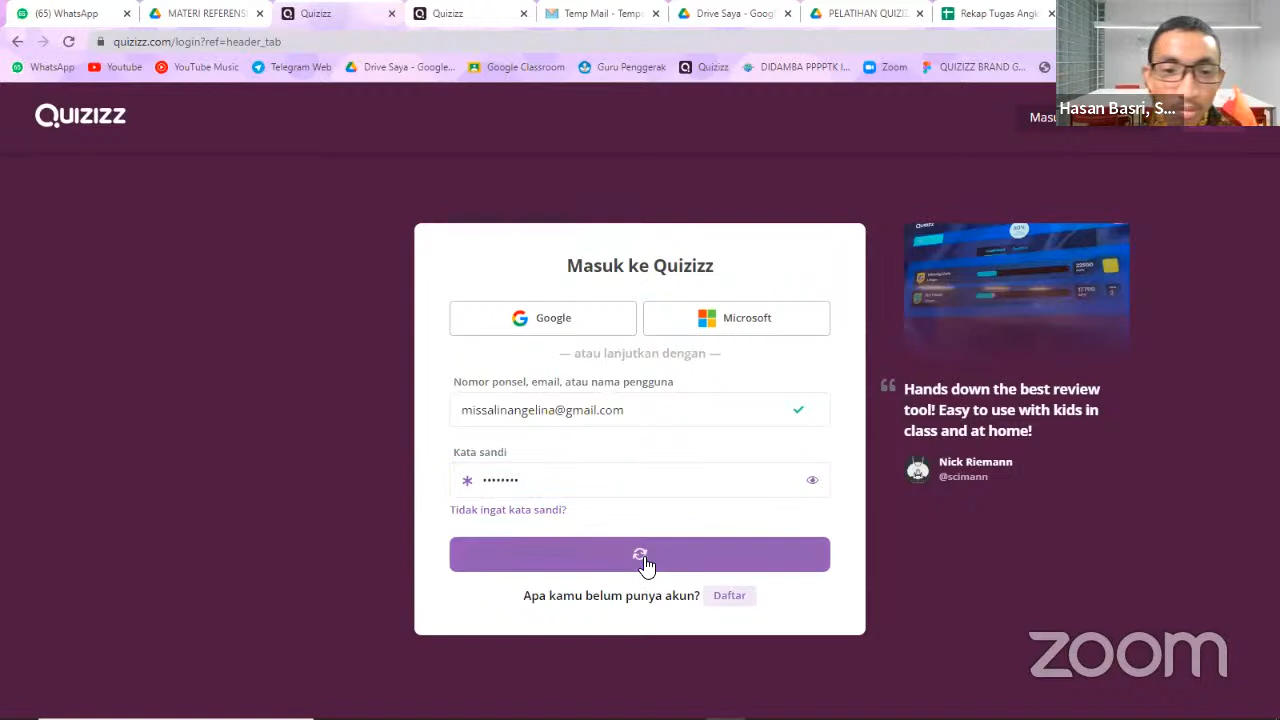 (65) WhatsApp
MATERI REFERENS
Quizizz
Quizizz
Temp Mail - Temp
Drive Saya - Goog
PELATIHAN QUIZIZ
Rekap Tugas Angk
quizizz.com/login?ref=header_tab
WhatsApp
Youtube
YouTube Music
Telegram Web
Drive Saya - Google...
Google Classroom
Guru Penggerak
Quizizz
DIDAMBA PPPPTK I...
Zoom
QUIZIZZ BRAND G...
Hasan Basri, S...
QUIZIZZ
Masu
Masuk ke Quizizz
Google
Microsoft
— atau lanjutkan dengan —
Nomor ponsel, email, atau nama pengguna
missalinangelina@gmail.com
Kata sandi
Tidak ingat kata sandi?
Apa kamu belum punya akun? Daftar
Quizizz
Hands down the best review
tool! Easy to use with kids in
class and at home!
Nick Riemann
@scimann
zoom